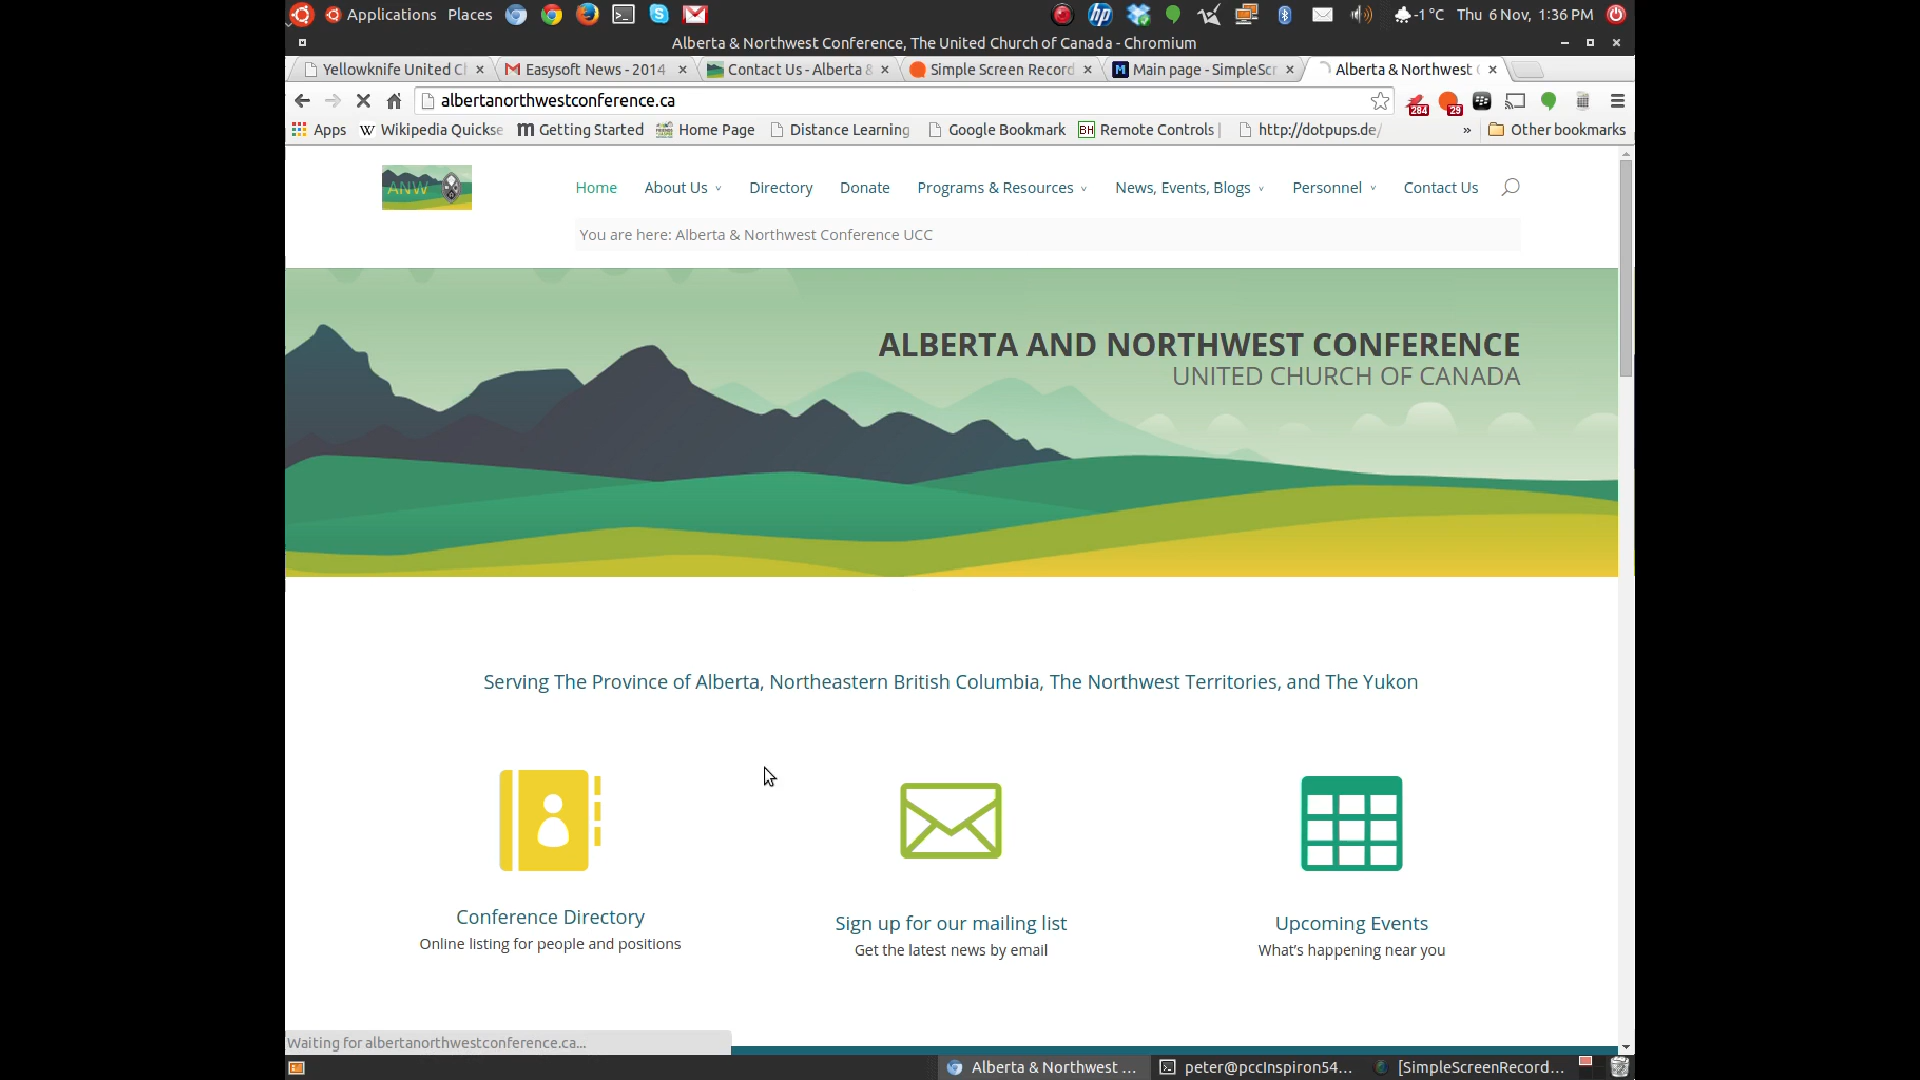 Applications Places -1 °C Thu 6 Nov, 1:36 PM
Alberta & Northwest Conference, The United Church of Canada - Chromium
Yellowknife United Ch Easysoft News - 2014 Contact Us - Alberta & Simple Screen Record Main page - SimpleScr Alberta & Northwest C
albertanorthwestconference.ca 284 29
Apps Wikipedia Quickse Getting Started Home Page Distance Learning Google Bookmark BH Remote Controls | http://dotpups.de/ » Other bookmarks
ANW Home About Us Directory Donate Programs & Resources News, Events, Blogs Personnel Contact Us
You are here: Alberta & Northwest Conference UCC
ALBERTA AND NORTHWEST CONFERENCE
UNITED CHURCH OF CANADA
Serving The Province of Alberta, Northeastern British Columbia, The Northwest Territories, and The Yukon
Conference Directory
Online listing for people and positions
Sign up for our mailing list
Get the latest news by email
Upcoming Events
What's happening near you
Waiting for albertanorthwestconference.ca...
Alberta & Northwest ... peter@pccInspiron54... [SimpleScreenRecord...